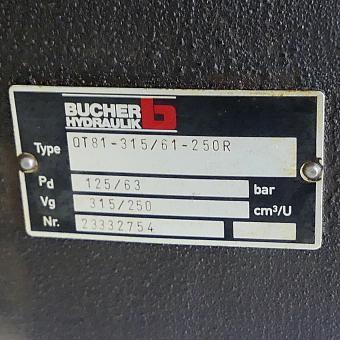 BUCHER
HYDRAULIK
Type QT81-315/61-250R
Pd 125/63 bar
Vg 315/250 cm³/U
Nr. 23332754